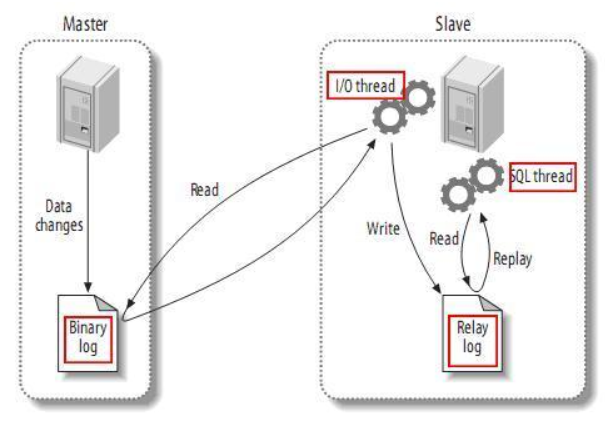 Master
Slave
I/O thread
SQL thread
Data
changes
Read
Write
Read
Replay
Binary
log
Relay
log